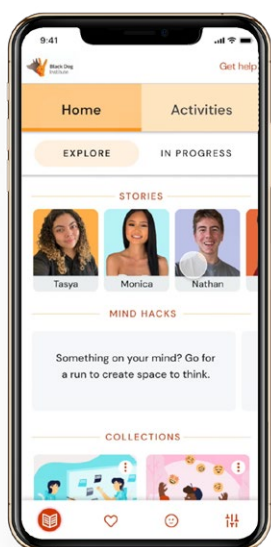 9:41
Black Dog
Institute
Get help
Home
Activities
EXPLORE
IN PROGRESS
STORIES
Tasya
Monica
Nathan
MIND HACKS
Something on your mind? Go for
a run to create space to think.
COLLECTIONS